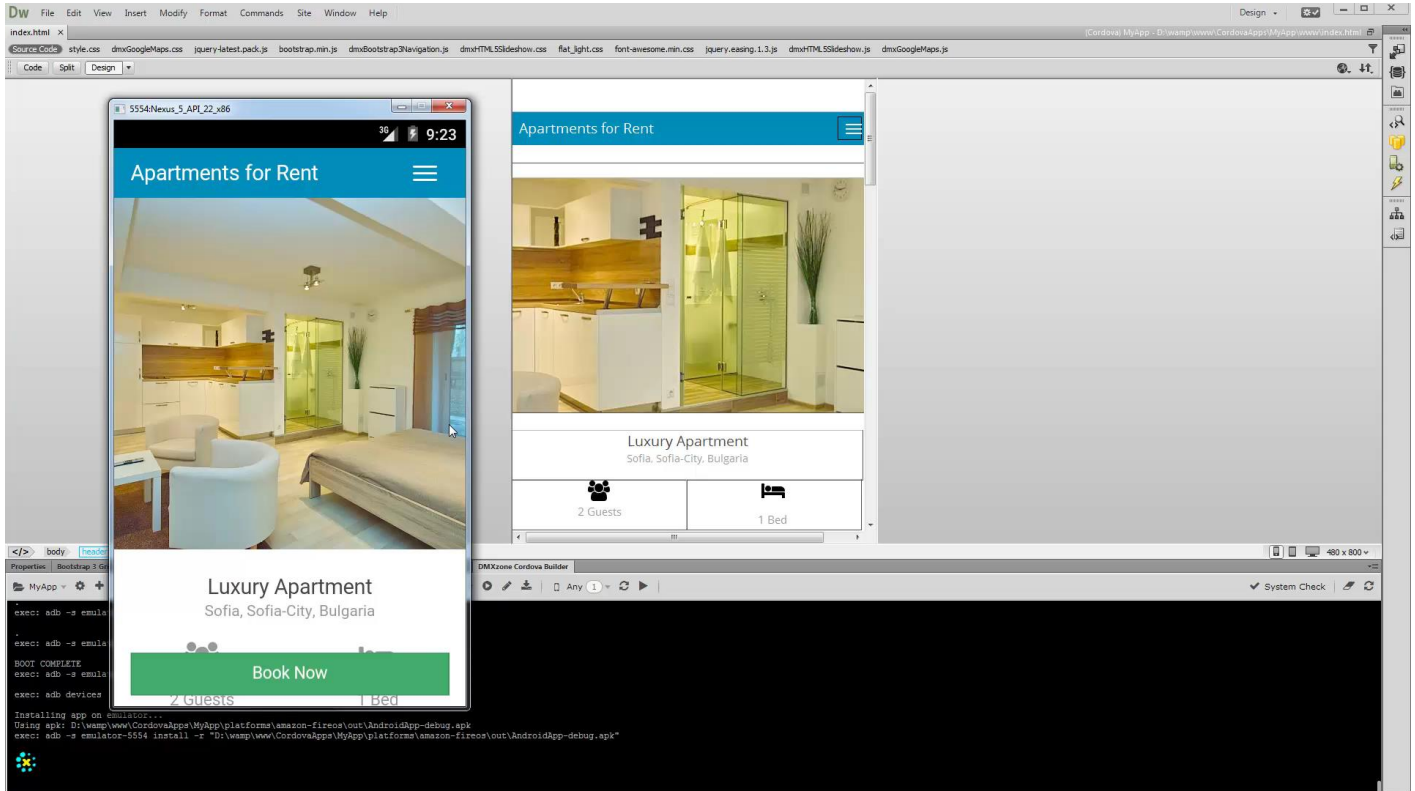 Dw File Edit View Insert Modify Format Commands Site Window Help Design
index.html × (Cordova) MyApp - D:\wamp\www\CordovaApps\MyApp\www\index.html
Source Code style.css dmxGoogleMaps.css jquery-latest.pack.js bootstrap.min.js dmxBootstrap3Navigation.js dmxHTML5Slideshow.css flat_light.css font-awesome.min.css jquery.easing.1.3.js dmxHTML5Slideshow.js dmxGoogleMaps.js
Code Split Design
5554:Nexus_5_API_22_x86
3G 9:23
Apartments for Rent
Luxury Apartment
Sofia, Sofia-City, Bulgaria
Book Now
2 Guests 1 Bed
Apartments for Rent
Luxury Apartment
Sofia, Sofia-City, Bulgaria
2 Guests 1 Bed
</> body header 480 x 800
Properties Bootstrap 3 DMXzone Cordova Builder
MyApp Any 1 System Check
.
exec: adb -s emula
.
exec: adb -s emula
BOOT COMPLETE
exec: adb -s emula
exec: adb devices
Installing app on emulator...
Using apk: D:\wamp\www\CordovaApps\MyApp\platforms\amazon-fireos\out\AndroidApp-debug.apk
exec: adb -s emulator-5554 install -r "D:\wamp\www\CordovaApps\MyApp\platforms\amazon-fireos\out\AndroidApp-debug.apk"